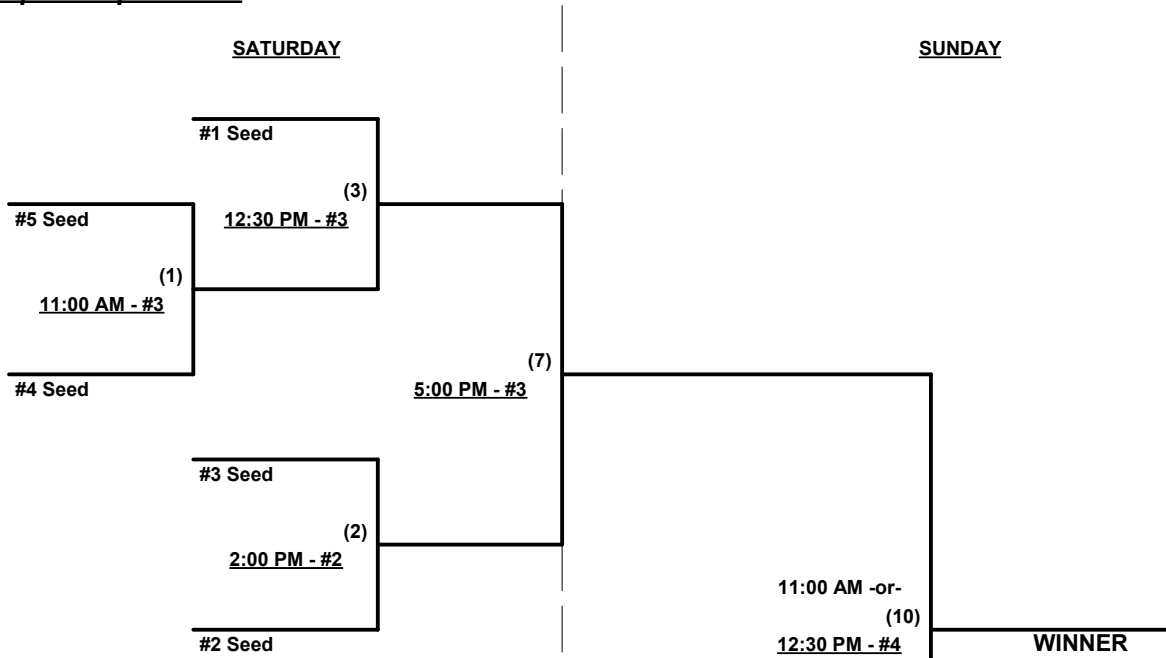 SATURDAY
SUNDAY
#1 Seed
(3)
#5 Seed
12:30 PM - #3
(1)
11:00 AM - #3
(7)
#4 Seed
5:00 PM - #3
#3 Seed
(2)
2:00 PM - #2
11:00 AM -or-
(10)
#2 Seed
12:30 PM - #4
WINNER